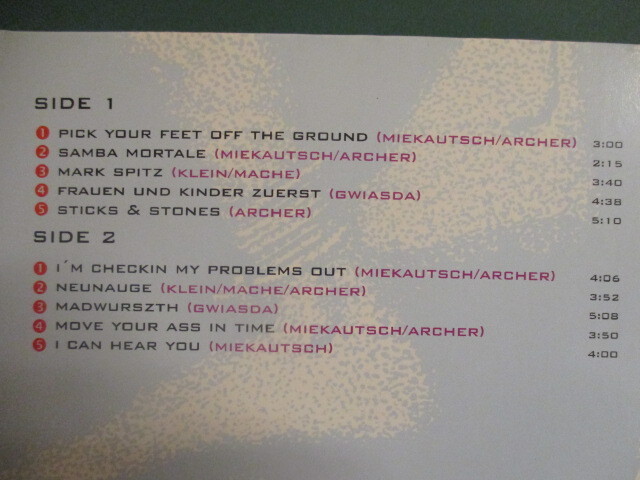 SIDE 1
1 PICK YOUR FEET OFF THE GROUND (MIEKAUTSCH/ARCHER) 3:00
2 SAMBA MORTALE (MIEKAUTSCH/ARCHER) 2:15
3 MARK SPITZ (KLEIN/MACHE) 3:40
4 FRAUEN UND KINDER ZUERST (GWIASDA) 4:38
5 STICKS & STONES (ARCHER) 5:10
SIDE 2
1 I´M CHECKIN MY PROBLEMS OUT (MIEKAUTSCH/ARCHER) 4:06
2 NEUNAUGE (KLEIN/MACHE/ARCHER) 3:52
3 MADWURSZTH (GWIASDA) 5:08
4 MOVE YOUR ASS IN TIME (MIEKAUTSCH/ARCHER) 3:50
5 I CAN HEAR YOU (MIEKAUTSCH) 4:00